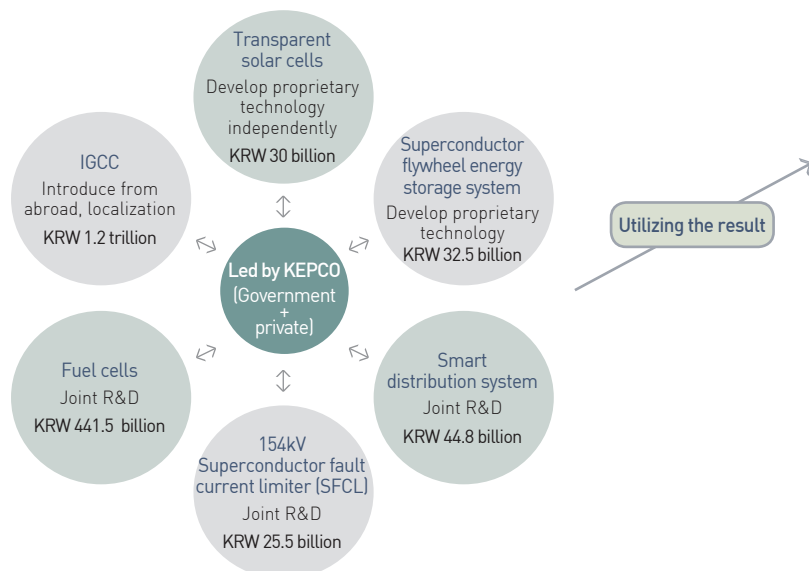 Transparent
solar cells
Develop proprietary
technology
independently
KRW 30 billion
IGCC
Introduce from
abroad, localization
KRW 1.2 trillion
Superconductor
flywheel energy
storage system
Develop proprietary
technology
KRW 32.5 billion
Utilizing the result
Led by KEPCO
(Government
+
private)
Fuel cells
Joint R&D
KRW 441.5 billion
Smart
distribution system
Joint R&D
KRW 44.8 billion
154kV
Superconductor fault
current limiter (SFCL)
Joint R&D
KRW 25.5 billion